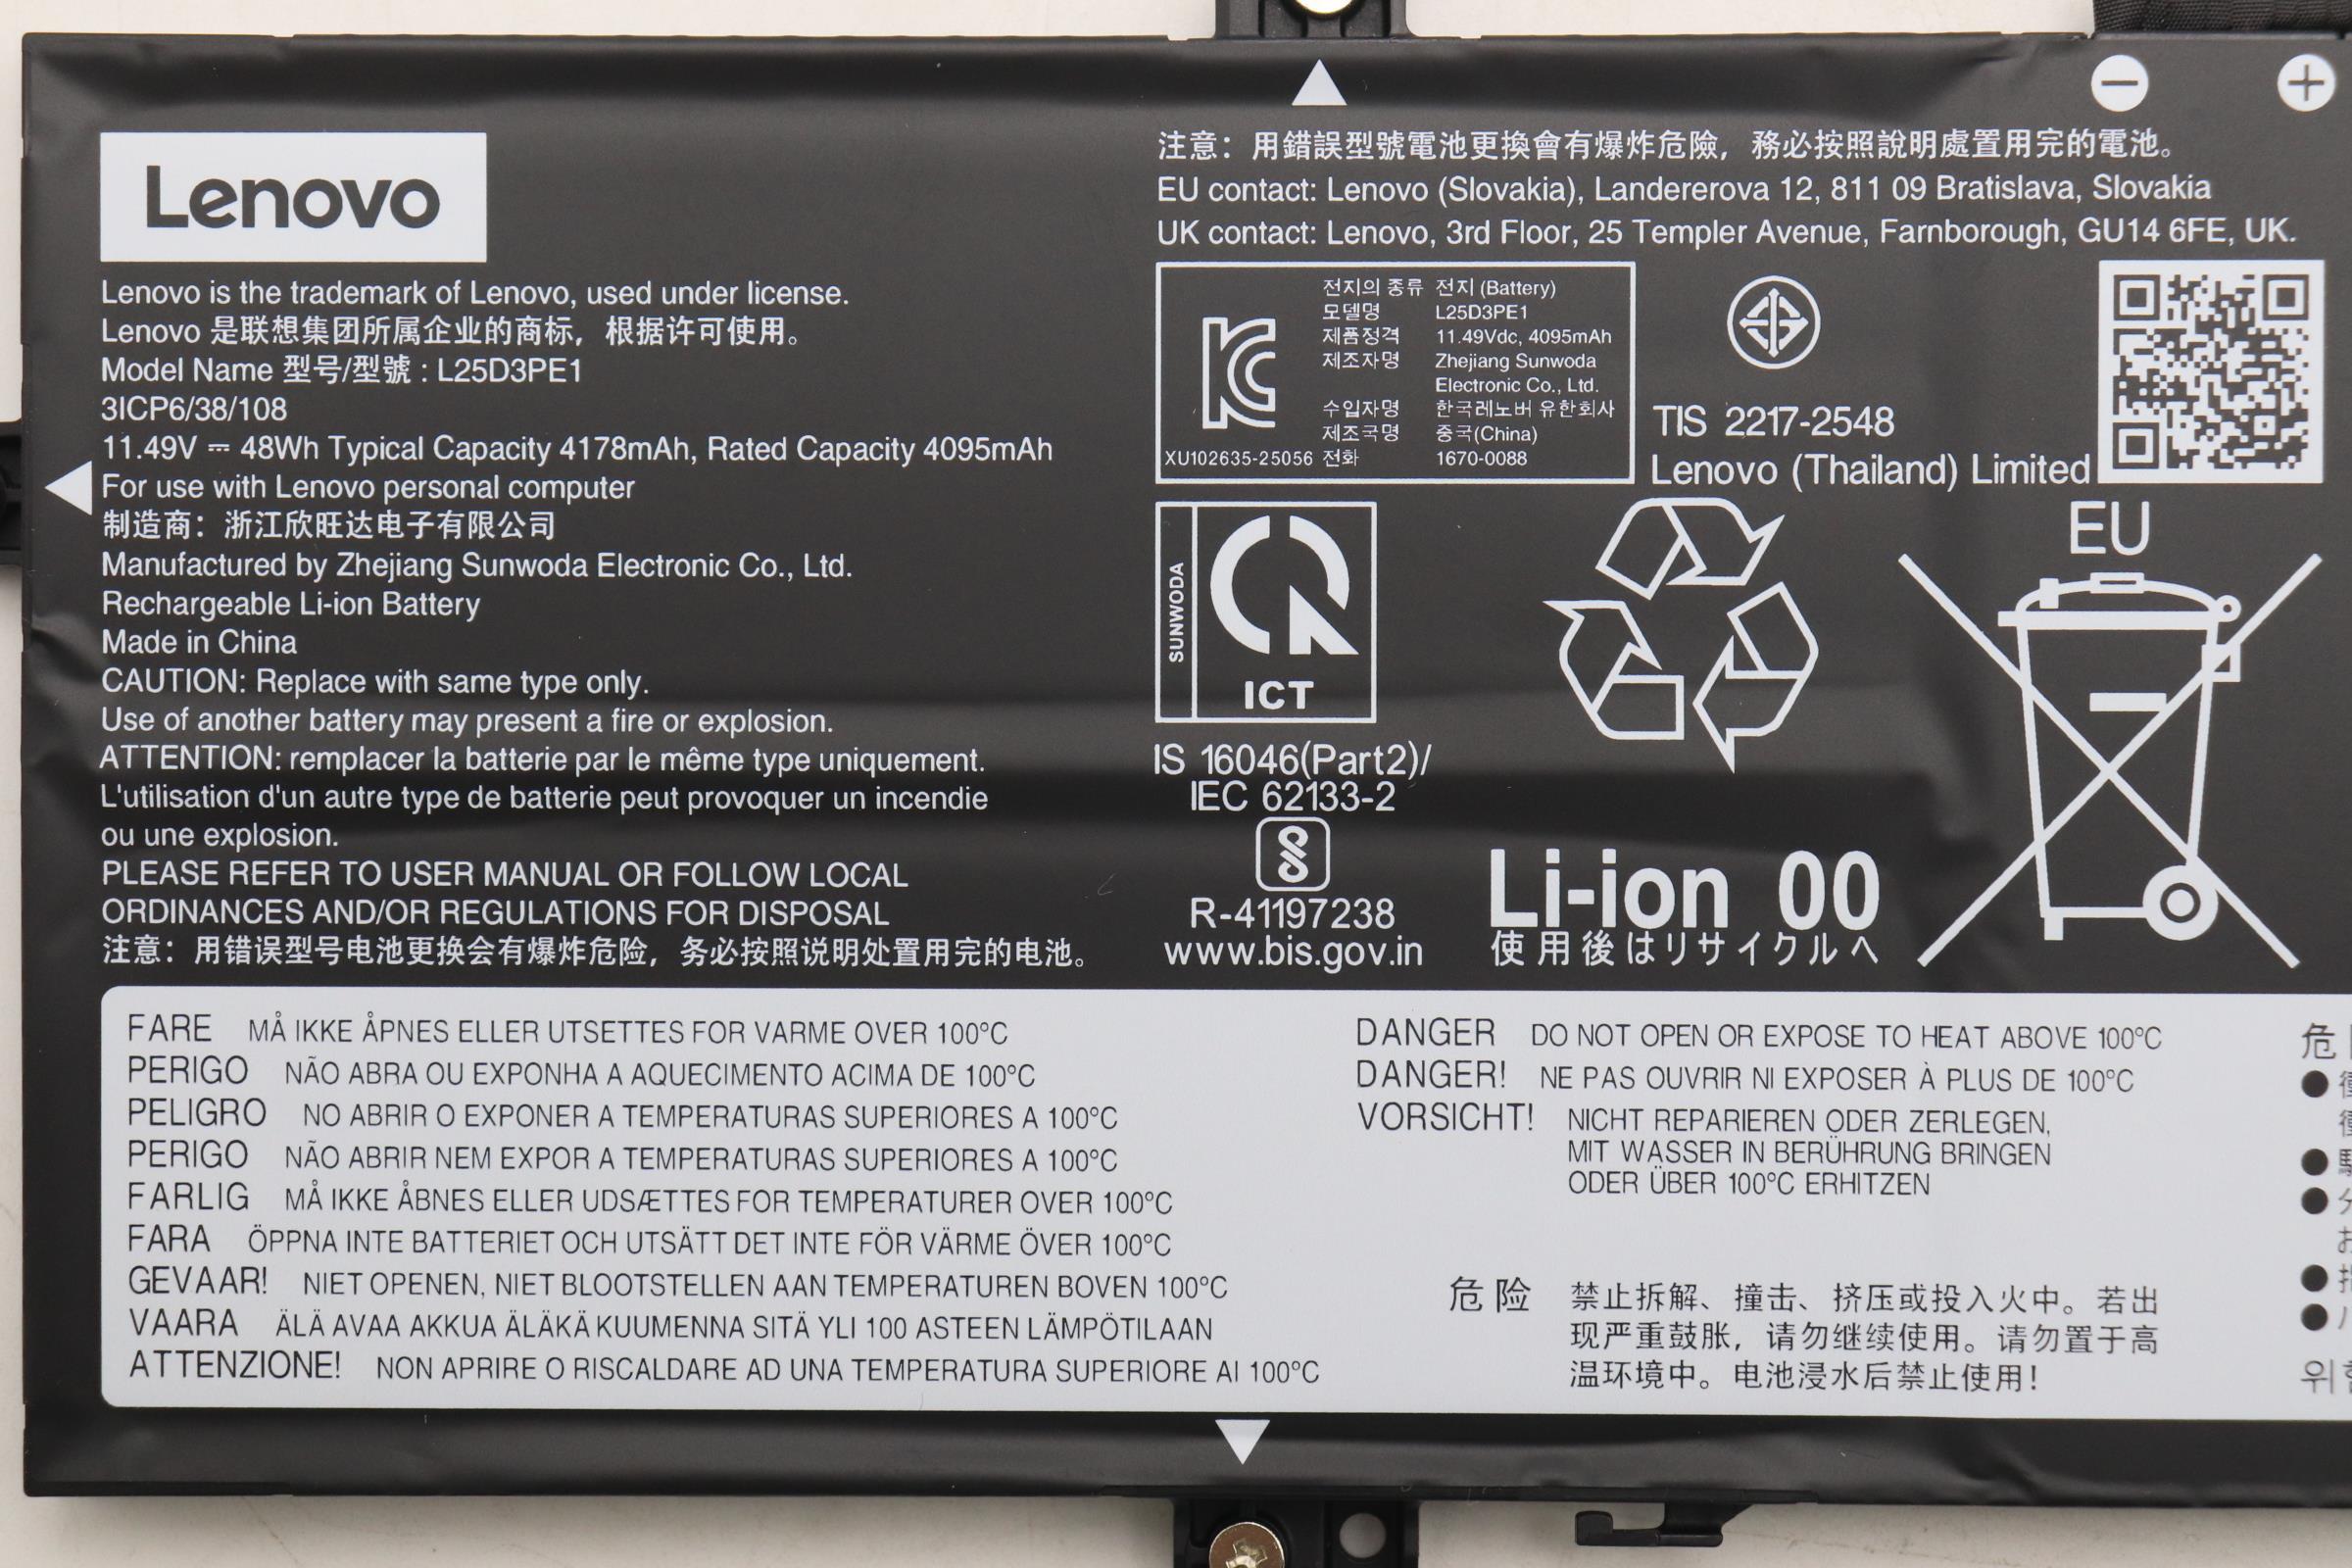 Lenovo
Lenovo is the trademark of Lenovo, used under license.
Lenovo 是联想集团所属企业的商标，根据许可使用。
Model Name 型号/型號 : L25D3PE1
3ICP6/38/108
11.49V ⎓ 48Wh Typical Capacity 4178mAh, Rated Capacity 4095mAh
For use with Lenovo personal computer
制造商：浙江欣旺达电子有限公司
Manufactured by Zhejiang Sunwoda Electronic Co., Ltd.
Rechargeable Li-ion Battery
Made in China
CAUTION: Replace with same type only.
Use of another battery may present a fire or explosion.
ATTENTION: remplacer la batterie par le même type uniquement.
L'utilisation d'un autre type de batterie peut provoquer un incendie
ou une explosion.
PLEASE REFER TO USER MANUAL OR FOLLOW LOCAL
ORDINANCES AND/OR REGULATIONS FOR DISPOSAL
注意：用错误型号电池更换会有爆炸危险，务必按照说明处置用完的电池。
注意：用錯誤型號電池更換會有爆炸危險，務必按照說明處置用完的電池。
EU contact: Lenovo (Slovakia), Landererova 12, 811 09 Bratislava, Slovakia
UK contact: Lenovo, 3rd Floor, 25 Templer Avenue, Farnborough, GU14 6FE, UK.
전지의 종류 전지 (Battery)
모델명 L25D3PE1
제품정격 11.49Vdc, 4095mAh
제조자명 Zhejiang Sunwoda
Electronic Co., Ltd.
수입자명 한국레노버 유한회사
제조국명 중국(China)
XU102635-25056 전화 1670-0088
TIS 2217-2548
Lenovo (Thailand) Limited
SUNWODA
ICT
IS 16046(Part2)/
IEC 62133-2
R-41197238
www.bis.gov.in
EU
Li-ion 00
使用後はリサイクルへ
FARE MÅ IKKE ÅPNES ELLER UTSETTES FOR VARME OVER 100°C
PERIGO NÃO ABRA OU EXPONHA A AQUECIMENTO ACIMA DE 100°C
PELIGRO NO ABRIR O EXPONER A TEMPERATURAS SUPERIORES A 100°C
PERIGO NÃO ABRIR NEM EXPOR A TEMPERATURAS SUPERIORES A 100°C
FARLIG MÅ IKKE ÅBNES ELLER UDSÆTTES FOR TEMPERATURER OVER 100°C
FARA ÖPPNA INTE BATTERIET OCH UTSÄTT DET INTE FÖR VÄRME ÖVER 100°C
GEVAAR! NIET OPENEN, NIET BLOOTSTELLEN AAN TEMPERATUREN BOVEN 100°C
VAARA ÄLÄ AVAA AKKUA ÄLÄKÄ KUUMENNA SITÄ YLI 100 ASTEEN LÄMPÖTILAAN
ATTENZIONE! NON APRIRE O RISCALDARE AD UNA TEMPERATURA SUPERIORE AI 100°C
DANGER DO NOT OPEN OR EXPOSE TO HEAT ABOVE 100°C
DANGER! NE PAS OUVRIR NI EXPOSER À PLUS DE 100°C
VORSICHT! NICHT REPARIEREN ODER ZERLEGEN,
MIT WASSER IN BERÜHRUNG BRINGEN
ODER ÜBER 100°C ERHITZEN
危险 禁止拆解、撞击、挤压或投入火中。若出
现严重鼓胀，请勿继续使用。请勿置于高
温环境中。电池浸水后禁止使用！
危